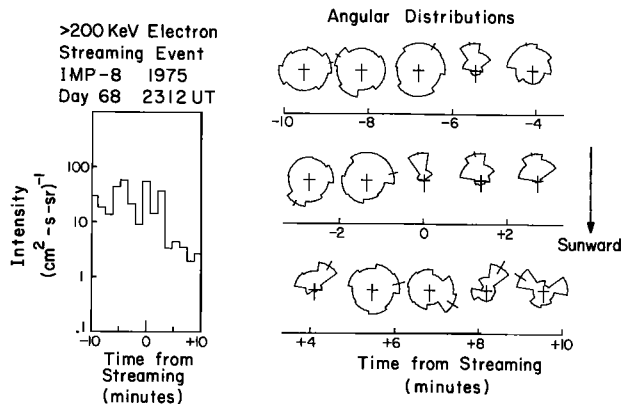 >200 KeV Electron
Streaming Event
IMP-8 1975
Day 68 2312 UT
Intensity
(cm²-s-sr)⁻¹
100
10
1
.1
-10
0
+10
Time from
Streaming
(minutes)
Angular Distributions
-10
-8
-6
-4
-2
0
+2
Sunward
+4
+6
+8
+10
Time from Streaming
(minutes)